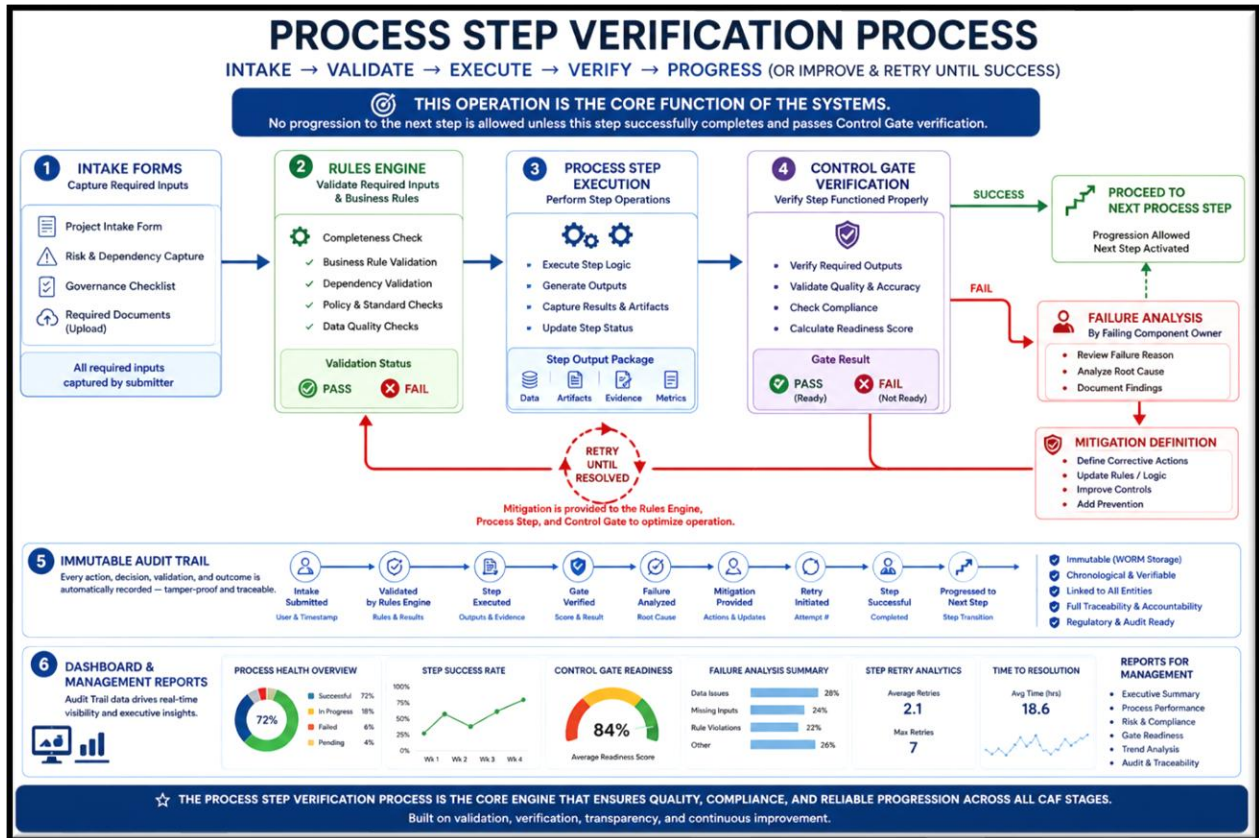 PROCESS STEP VERIFICATION PROCESS
INTAKE → VALIDATE → EXECUTE → VERIFY → PROGRESS (OR IMPROVE & RETRY UNTIL SUCCESS)
THIS OPERATION IS THE CORE FUNCTION OF THE SYSTEMS.
No progression to the next step is allowed unless this step successfully completes and passes Control Gate verification.
1
INTAKE FORMS
Capture Required Inputs
Project Intake Form
Risk & Dependency Capture
Governance Checklist
Required Documents
(Upload)
All required inputs
captured by submitter
2
RULES ENGINE
Validate Required Inputs
& Business Rules
Completeness Check
Business Rule Validation
Dependency Validation
Policy & Standard Checks
Data Quality Checks
Validation Status
PASS
FAIL
3
PROCESS STEP
EXECUTION
Perform Step Operations
Execute Step Logic
Generate Outputs
Capture Results & Artifacts
Update Step Status
Step Output Package
Data
Artifacts
Evidence
Metrics
4
CONTROL GATE
VERIFICATION
Verify Step Functioned Properly
Verify Required Outputs
Validate Quality & Accuracy
Check Compliance
Calculate Readiness Score
Gate Result
PASS
(Ready)
FAIL
(Not Ready)
SUCCESS
FAIL
PROCEED TO
NEXT PROCESS STEP
Progression Allowed
Next Step Activated
FAILURE ANALYSIS
By Failing Component Owner
Review Failure Reason
Analyze Root Cause
Document Findings
MITIGATION DEFINITION
Define Corrective Actions
Update Rules / Logic
Improve Controls
Add Prevention
RETRY
UNTIL
RESOLVED
Mitigation is provided to the Rules Engine,
Process Step, and Control Gate to optimize operation.
5
IMMUTABLE AUDIT TRAIL
Every action, decision, validation, and outcome is
automatically recorded — tamper-proof and traceable.
Intake
Submitted
User & Timestamp
Validated
by Rules Engine
Rules & Results
Step
Executed
Outputs & Evidence
Gate
Verified
Score & Result
Failure
Analyzed
Root Cause
Mitigation
Provided
Actions & Updates
Retry
Initiated
Attempt #
Step
Successful
Completed
Progressed to
Next Step
Step Transition
Immutable (WORM Storage)
Chronological & Verifiable
Linked to All Entities
Full Traceability & Accountability
Regulatory & Audit Ready
6
DASHBOARD &
MANAGEMENT REPORTS
Audit Trail data drives real-time
visibility and executive insights.
PROCESS HEALTH OVERVIEW
72%
Successful 72%
In Progress 18%
Failed 6%
Pending 4%
STEP SUCCESS RATE
100%
75%
50%
25%
0%
Wk 1 Wk 2 Wk 3 Wk 4
CONTROL GATE READINESS
84%
Average Readiness Score
FAILURE ANALYSIS SUMMARY
Data Issues 28%
Missing Inputs 24%
Rule Violations 22%
Other 26%
STEP RETRY ANALYTICS
Average Retries
2.1
Max Retries
7
TIME TO RESOLUTION
Avg Time (hrs)
18.6
REPORTS FOR
MANAGEMENT
Executive Summary
Process Performance
Risk & Compliance
Gate Readiness
Trend Analysis
Audit & Traceability
THE PROCESS STEP VERIFICATION PROCESS IS THE CORE ENGINE THAT ENSURES QUALITY, COMPLIANCE, AND RELIABLE PROGRESSION ACROSS ALL CAF STAGES.
Built on validation, verification, transparency, and continuous improvement.